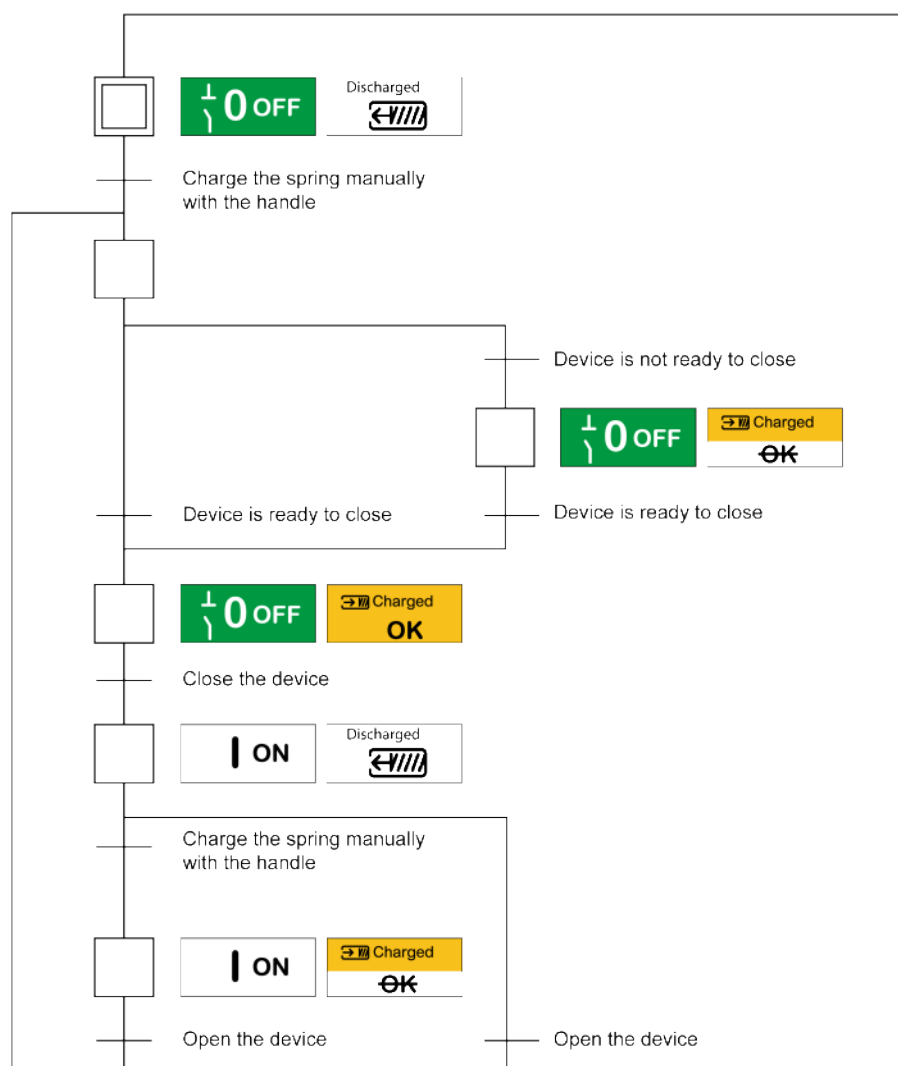 0 OFF
Discharged
Charge the spring manually
with the handle
Device is not ready to close
0 OFF
Charged
OK
Device is ready to close
Device is ready to close
0 OFF
Charged
OK
Close the device
I ON
Discharged
Charge the spring manually
with the handle
I ON
Charged
OK
Open the device
Open the device